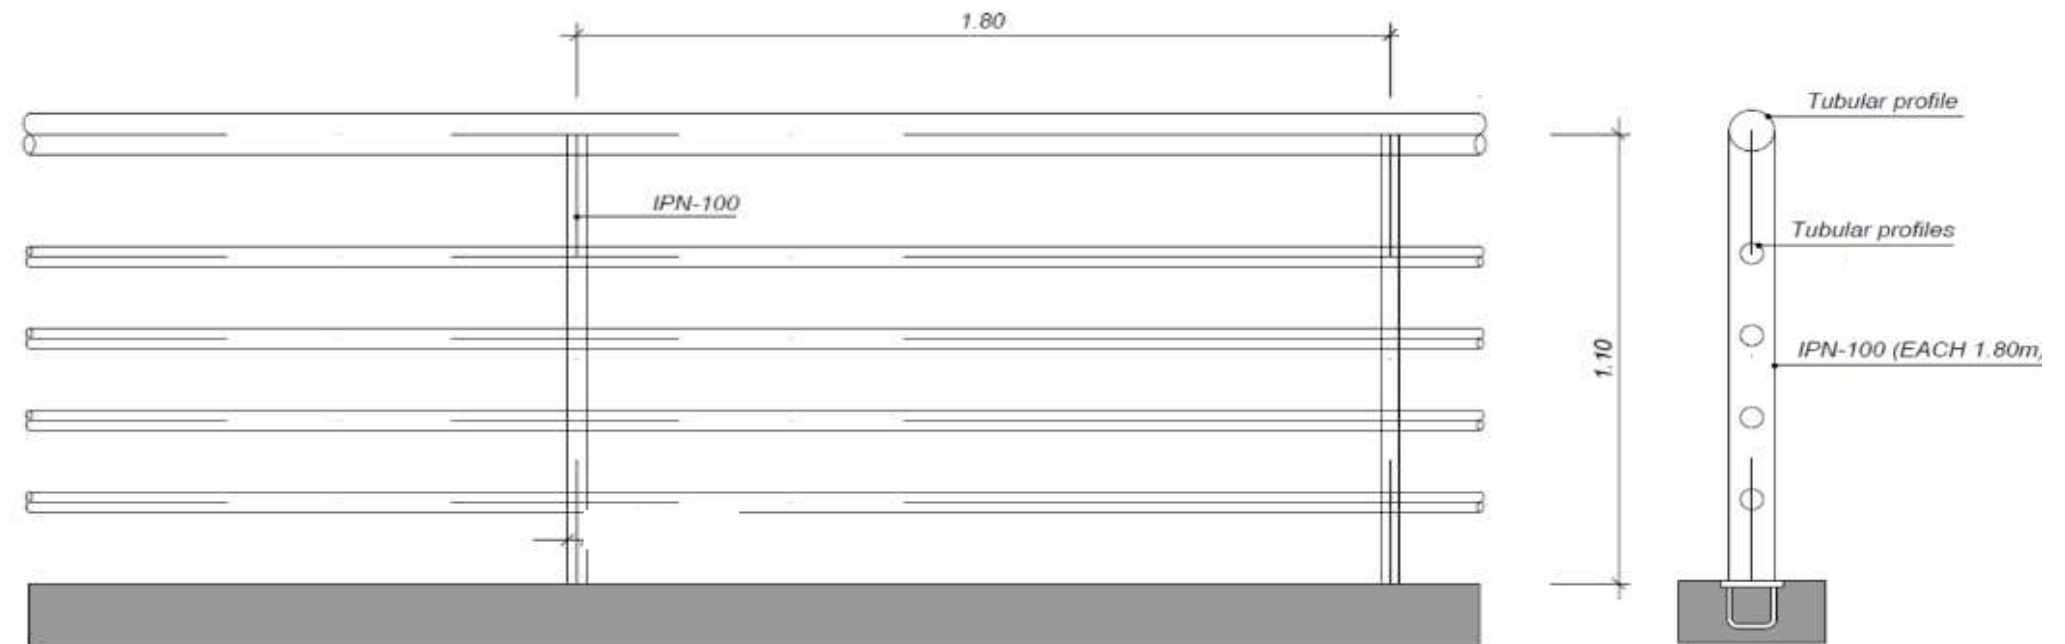 1.80
Tubular profile
IPN-100
Tubular profiles
1.10
IPN-100 (EACH 1.80m)